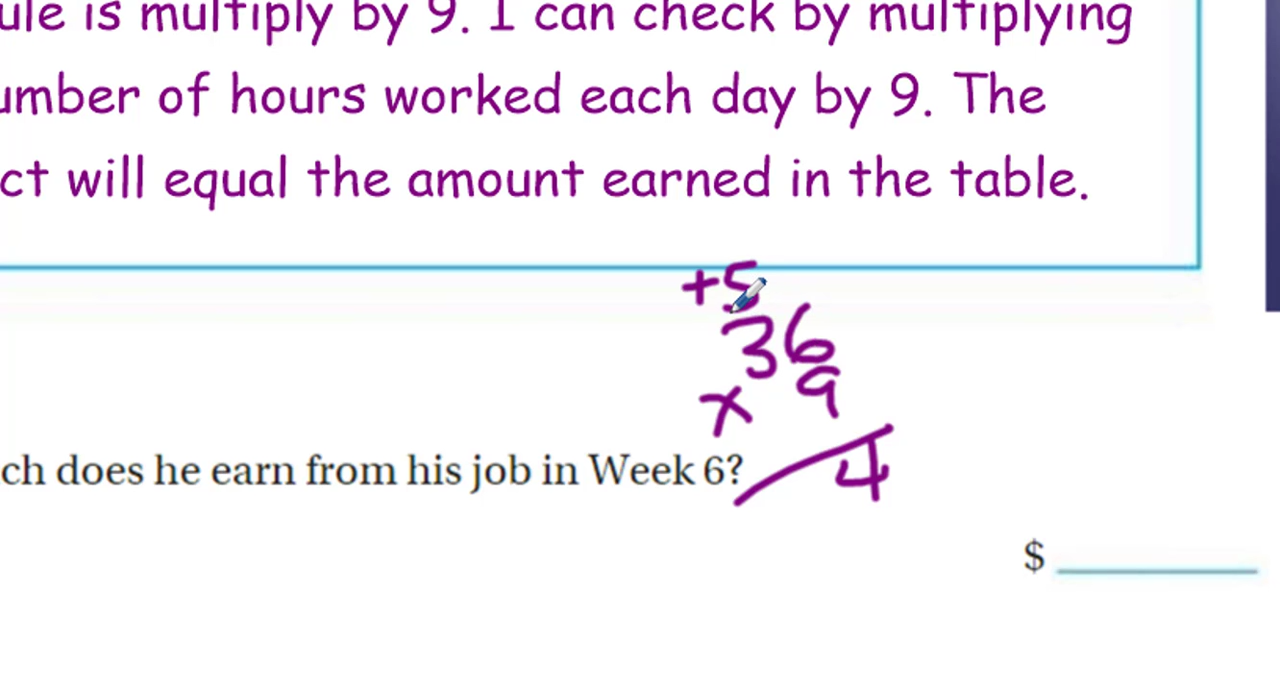 ule is multiply by 9. I can check by multiplying
umber of hours worked each day by 9. The
ct will equal the amount earned in the table.
+5
36
x 9
4
ch does he earn from his job in Week 6?
$